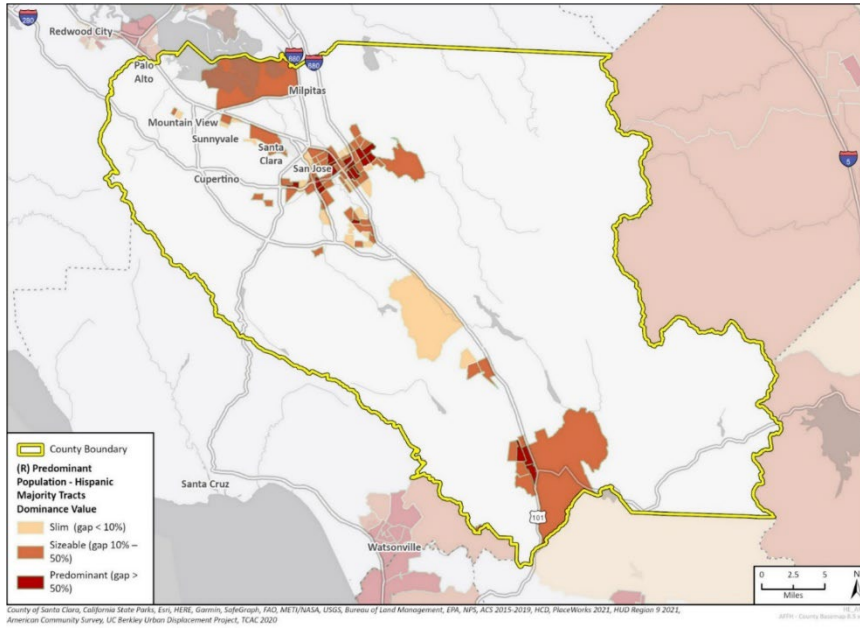 280
Redwood City
Palo
Alto
880
680
Milpitas
Mountain View
Sunnyvale
Santa
Clara
San Jose
Cupertino
5
County Boundary
(R) Predominant
Population - Hispanic
Majority Tracts
Dominance Value
Slim (gap < 10%)
Sizeable (gap 10% –
50%)
Predominant (gap >
50%)
Santa Cruz
101
Watsonville
0 2.5 5
Miles
N
County of Santa Clara, California State Parks, Esri, HERE, Garmin, SafeGraph, FAO, METI/NASA, USGS, Bureau of Land Management, EPA, NPS, ACS 2015-2019, HCD, PlaceWorks 2021, HUD Region 9 2021,
American Community Survey, UC Berkley Urban Displacement Project, TCAC 2020